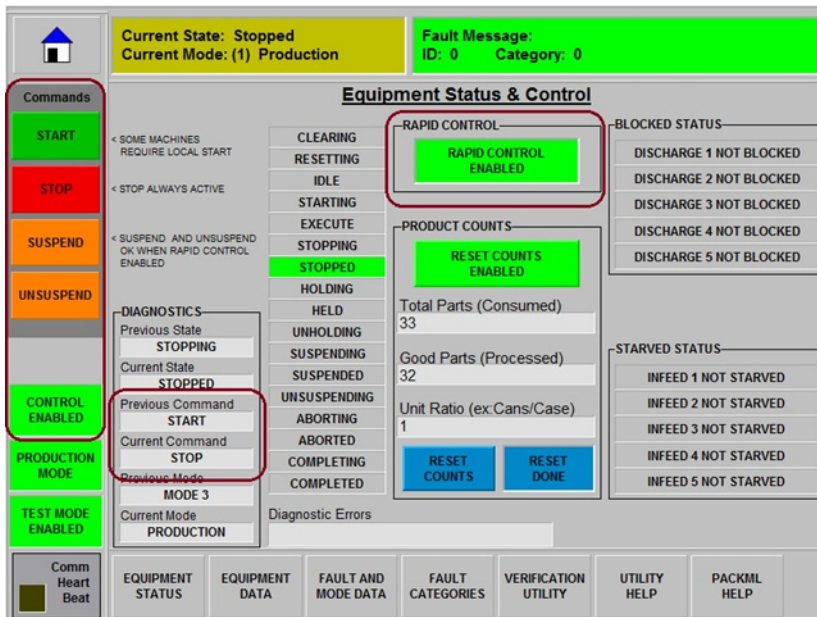 Current State: Stopped
Current Mode: (1) Production
Fault Message:
ID: 0 Category: 0
Equipment Status & Control
Commands
START
STOP
SUSPEND
UNSUSPEND
CONTROL
ENABLED
PRODUCTION
MODE
TEST MODE
ENABLED
Comm
Heart
Beat
< SOME MACHINES
REQUIRE LOCAL START
< STOP ALWAYS ACTIVE
< SUSPEND AND UNSUSPEND
OK WHEN RAPID CONTROL
ENABLED
DIAGNOSTICS
Previous State
STOPPING
Current State
STOPPED
Previous Command
START
Current Command
STOP
Previous Mode
MODE 3
Current Mode
PRODUCTION
CLEARING
RESETTING
IDLE
STARTING
EXECUTE
STOPPING
STOPPED
HOLDING
HELD
UNHOLDING
SUSPENDING
SUSPENDED
UNSUSPENDING
ABORTING
ABORTED
COMPLETING
COMPLETED
Diagnostic Errors
RAPID CONTROL
RAPID CONTROL
ENABLED
PRODUCT COUNTS
RESET COUNTS
ENABLED
Total Parts (Consumed)
33
Good Parts (Processed)
32
Unit Ratio (ex:Cans/Case)
1
RESET
COUNTS
RESET
DONE
BLOCKED STATUS
DISCHARGE 1 NOT BLOCKED
DISCHARGE 2 NOT BLOCKED
DISCHARGE 3 NOT BLOCKED
DISCHARGE 4 NOT BLOCKED
DISCHARGE 5 NOT BLOCKED
STARVED STATUS
INFEED 1 NOT STARVED
INFEED 2 NOT STARVED
INFEED 3 NOT STARVED
INFEED 4 NOT STARVED
INFEED 5 NOT STARVED
EQUIPMENT
STATUS
EQUIPMENT
DATA
FAULT AND
MODE DATA
FAULT
CATEGORIES
VERIFICATION
UTILITY
UTILITY
HELP
PACKML
HELP